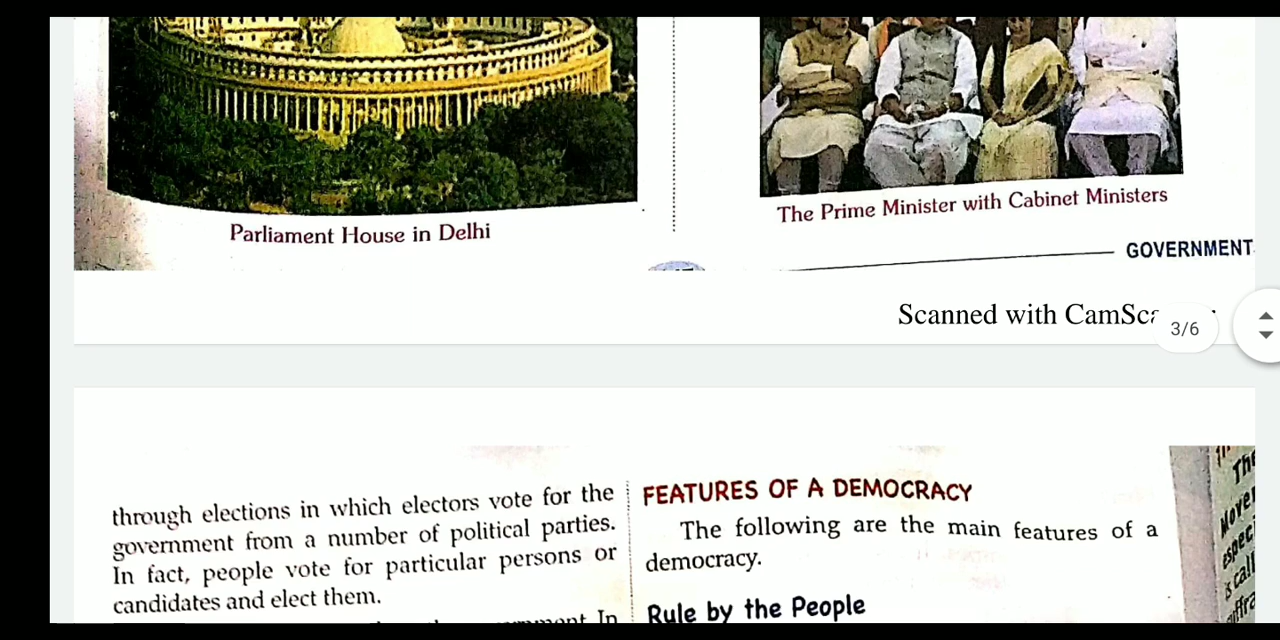 Parliament House in Delhi
The Prime Minister with Cabinet Ministers
GOVERNMENT
Scanned with
3/6
through elections in which electors vote for the
government from a number of political parties.
In fact, people vote for particular persons or
candidates and elect them.
In
FEATURES OF A DEMOCRACY
The following are the main features of a
democracy.
Rule by the People
The